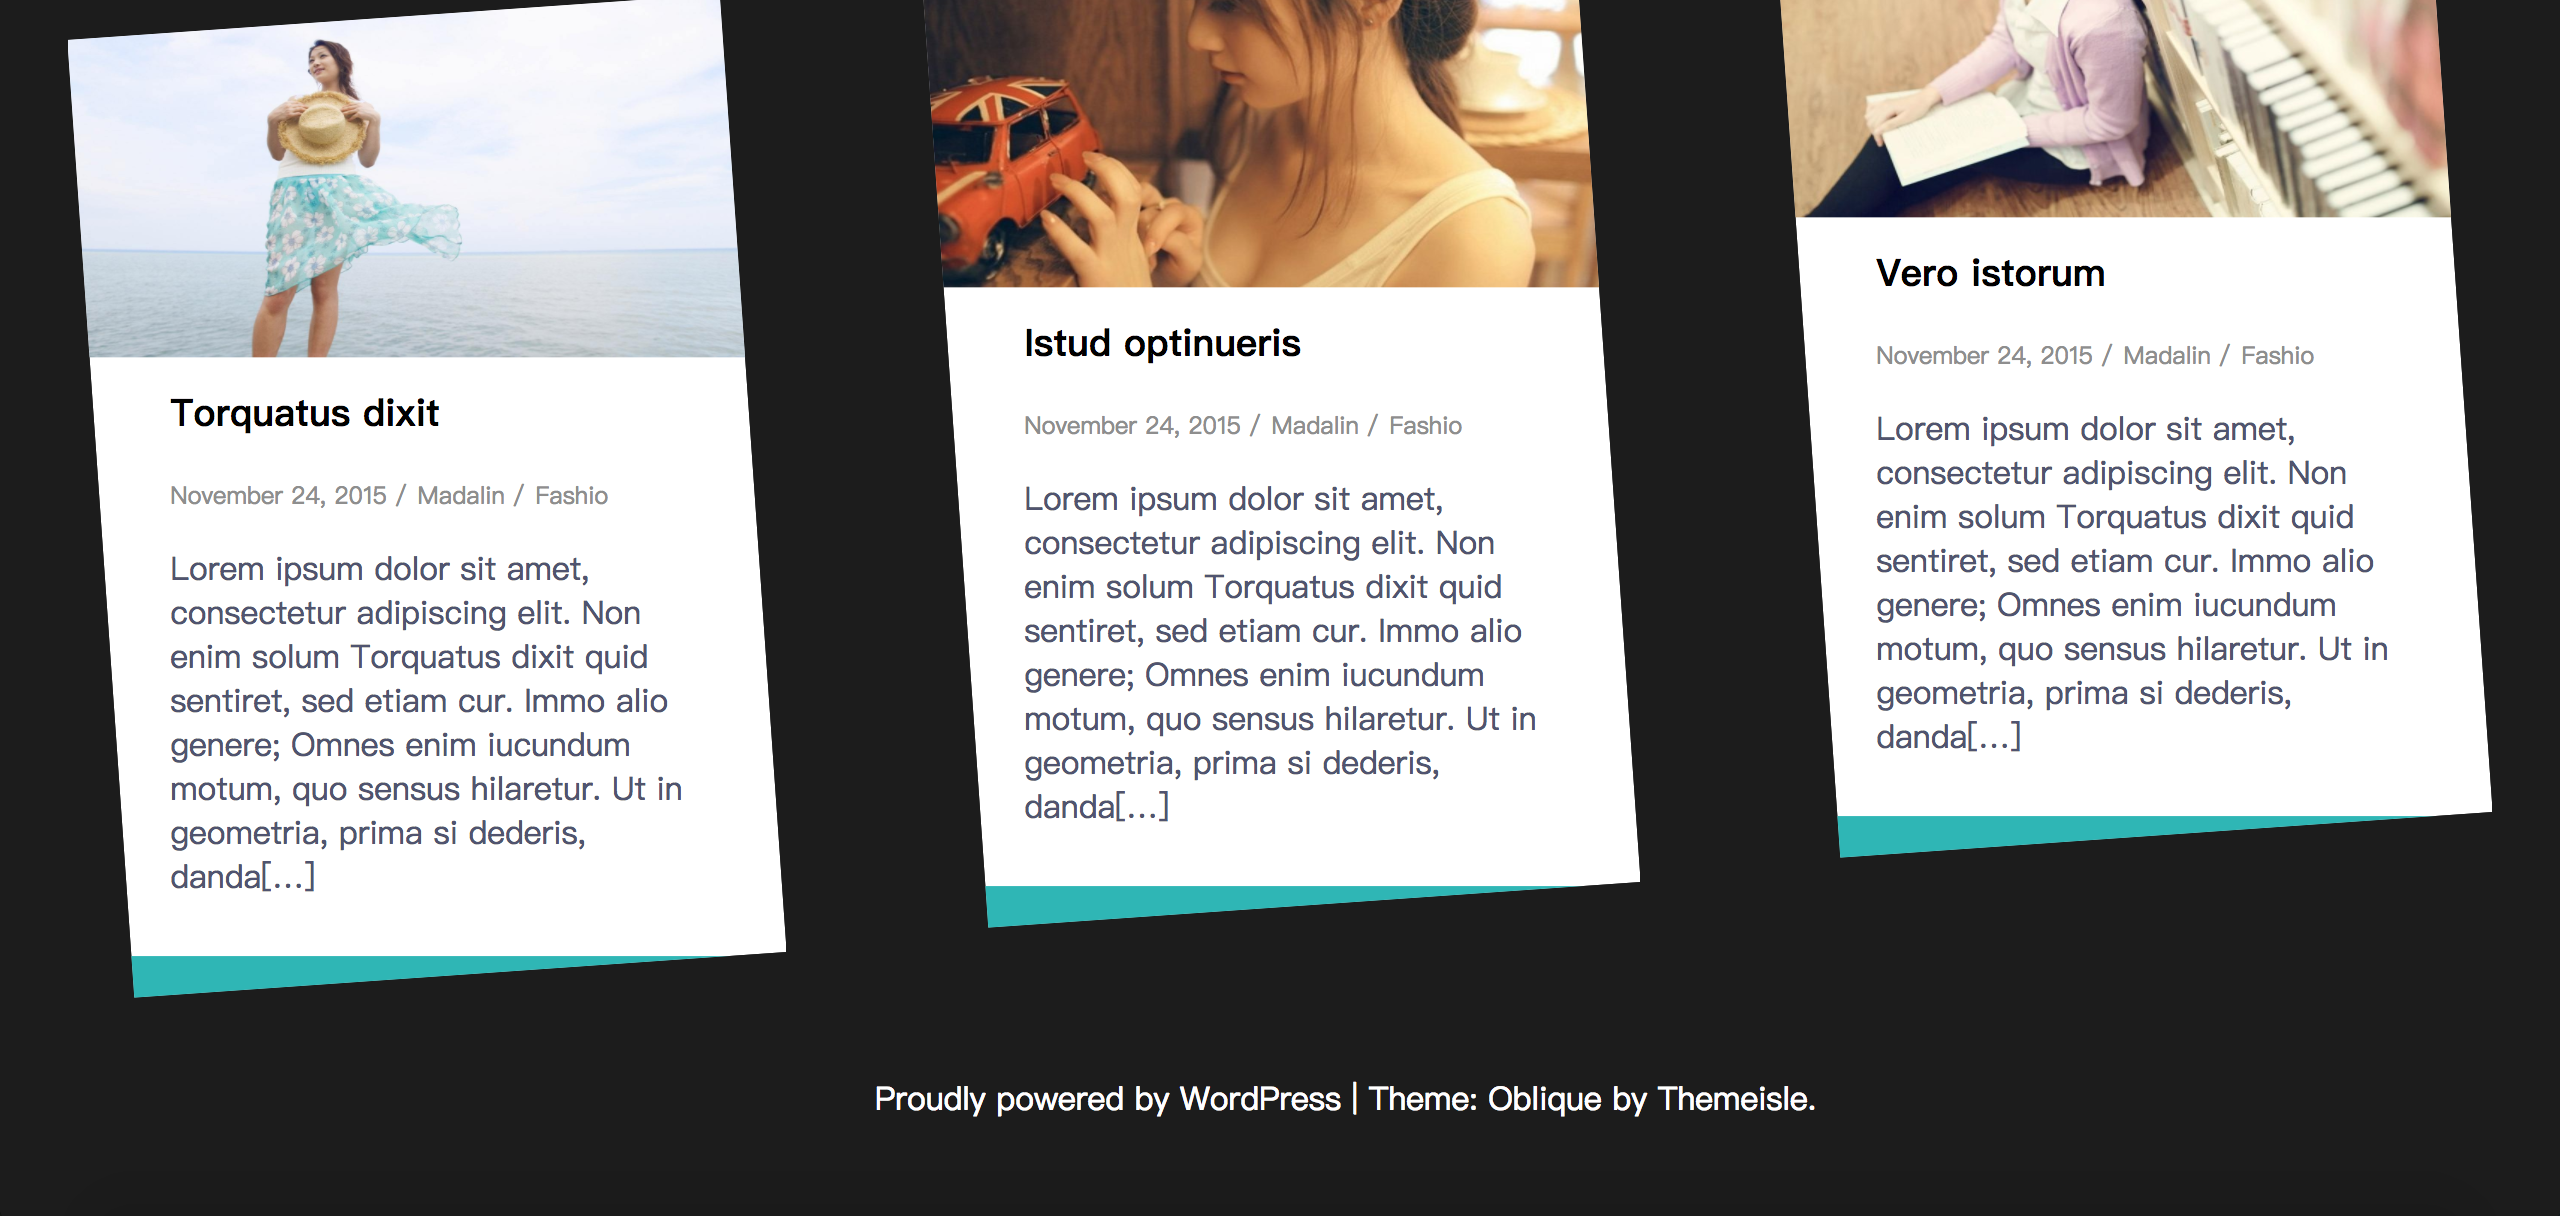 Torquatus dixit
November 24, 2015 / Madalin / Fashio
Lorem ipsum dolor sit amet,
consectetur adipiscing elit. Non
enim solum Torquatus dixit quid
sentiret, sed etiam cur. Immo alio
genere; Omnes enim iucundum
motum, quo sensus hilaretur. Ut in
geometria, prima si dederis,
danda[…]
Istud optinueris
November 24, 2015 / Madalin / Fashio
Lorem ipsum dolor sit amet,
consectetur adipiscing elit. Non
enim solum Torquatus dixit quid
sentiret, sed etiam cur. Immo alio
genere; Omnes enim iucundum
motum, quo sensus hilaretur. Ut in
geometria, prima si dederis,
danda[…]
Vero istorum
November 24, 2015 / Madalin / Fashio
Lorem ipsum dolor sit amet,
consectetur adipiscing elit. Non
enim solum Torquatus dixit quid
sentiret, sed etiam cur. Immo alio
genere; Omnes enim iucundum
motum, quo sensus hilaretur. Ut in
geometria, prima si dederis,
danda[…]
Proudly powered by WordPress | Theme: Oblique by Themeisle.